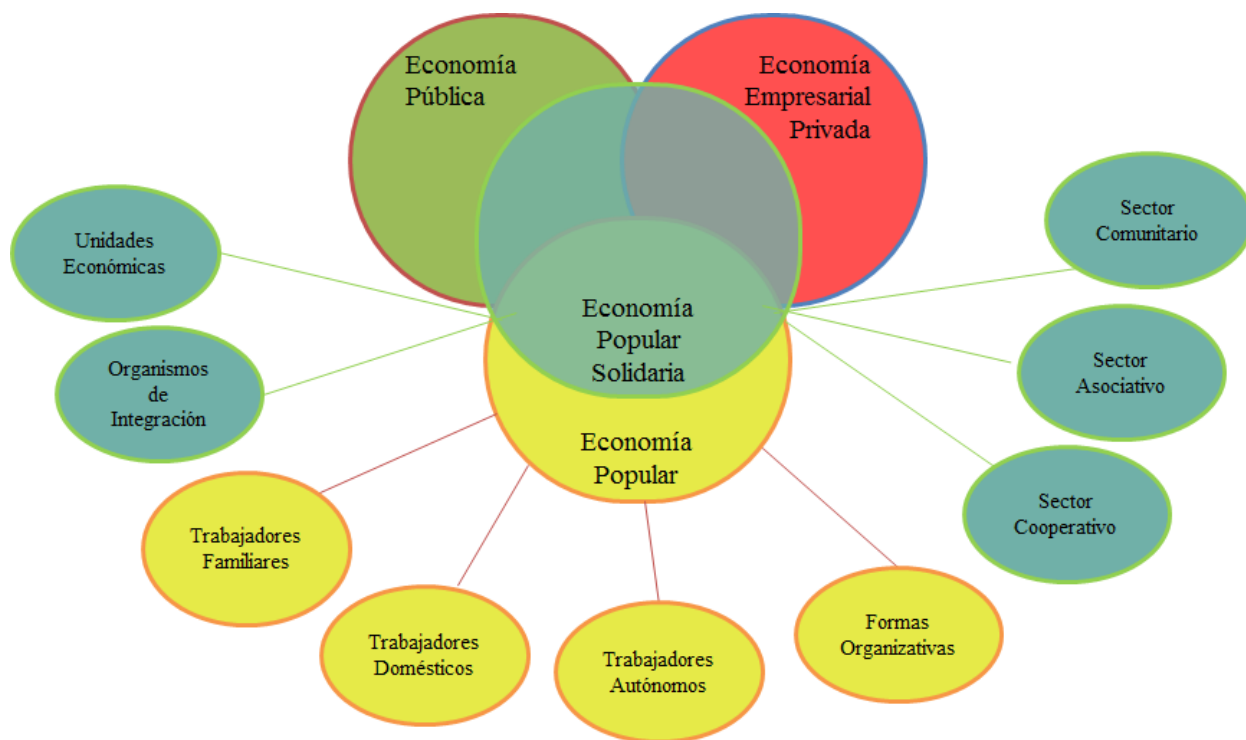 Economía
Pública
Economía
Empresarial
Privada
Unidades
Económicas
Sector
Comunitario
Economía
Popular
Solidaria
Organismos
de
Integración
Sector
Asociativo
Economía
Popular
Sector
Cooperativo
Trabajadores
Familiares
Trabajadores
Domésticos
Trabajadores
Autónomos
Formas
Organizativas